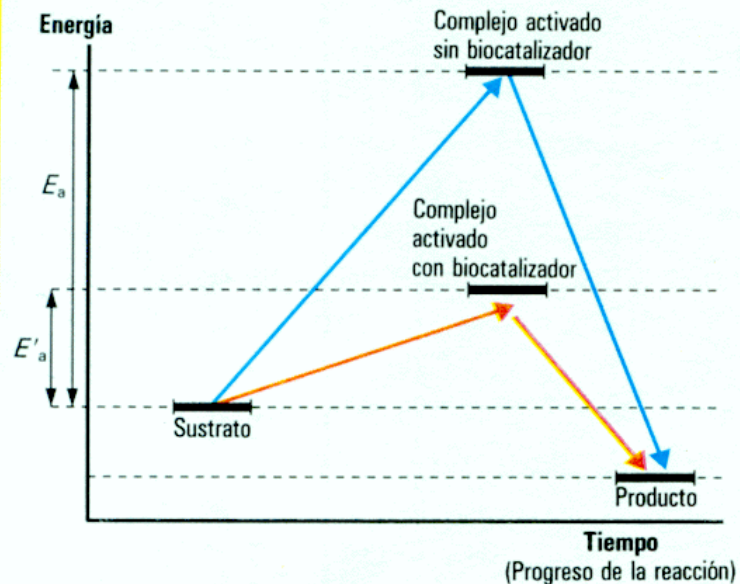 Energía
Complejo activado
sin biocatalizador
Eₐ
Complejo
activado
con biocatalizador
E'ₐ
Sustrato
Producto
Tiempo
(Progreso de la reacción)